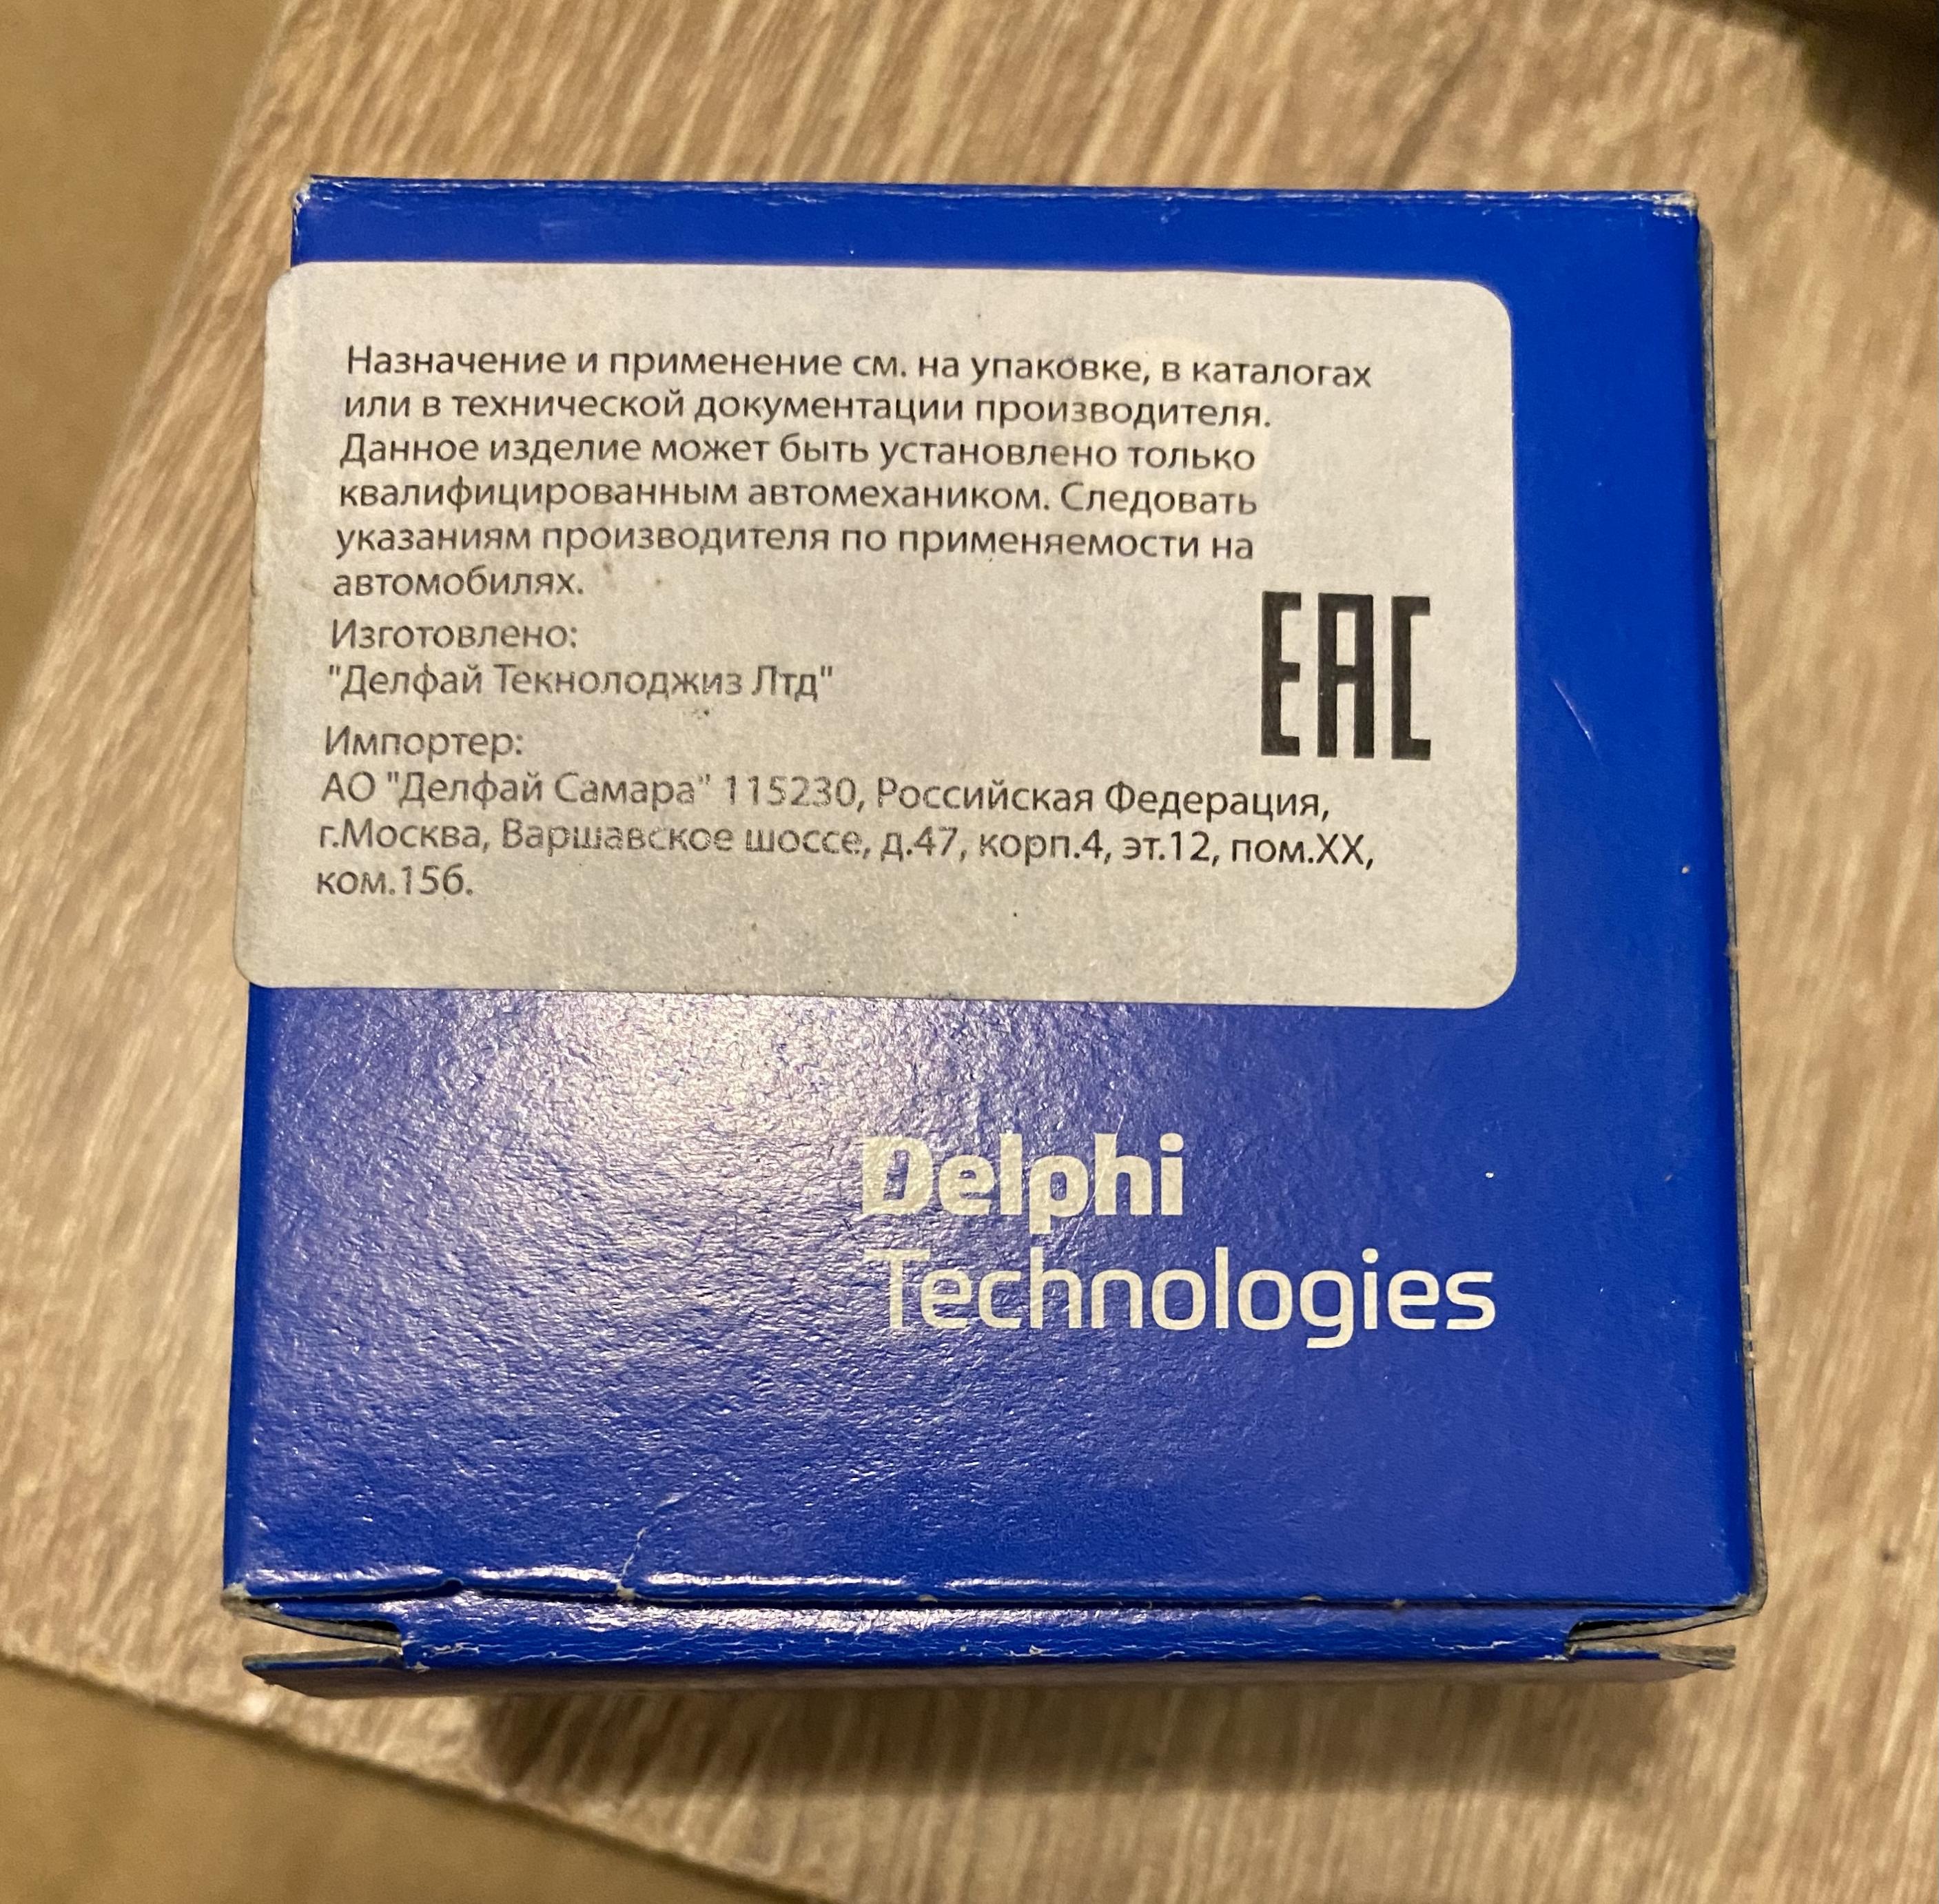 Назначение и применение см. на упаковке, в каталогах
или в технической документации производителя.
Данное изделие может быть установлено только
квалифицированным автомехаником. Следовать
указаниям производителя по применяемости на
автомобилях.
Изготовлено:
"Делфай Текнолоджиз Лтд"
EAC
Импортер:
АО "Делфай Самара" 115230, Российская Федерация,
г.Москва, Варшавское шоссе, д.47, корп.4, эт.12, пом.XX,
ком.15б.
Delphi
Technologies